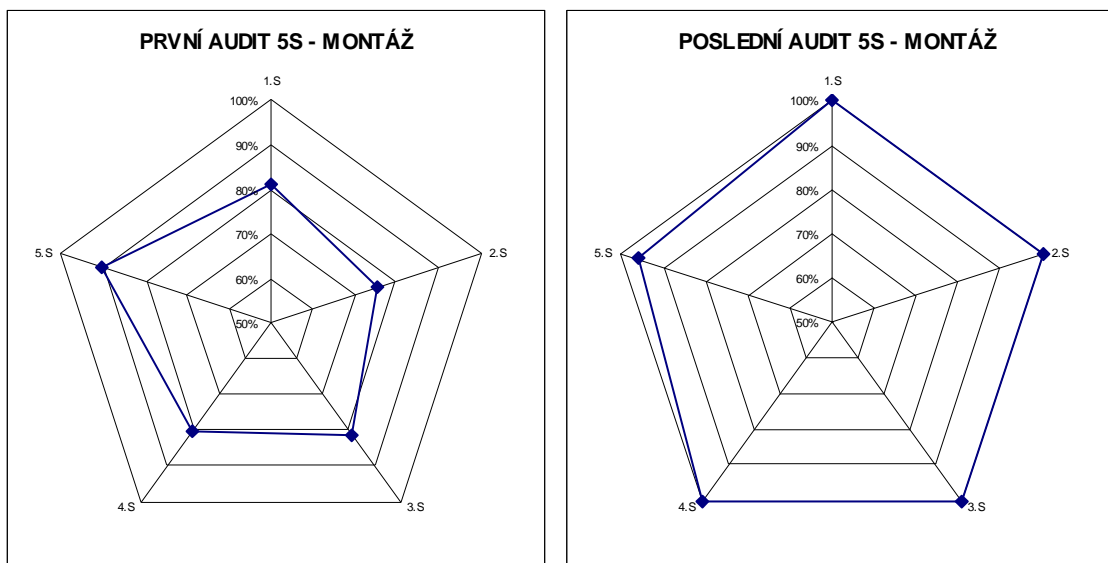 PRVNÍ AUDIT 5S - MONTÁŽ
1.S
100%
90%
80%
70%
60%
50%
5.S
2.S
4.S
3.S
POSLEDNÍ AUDIT 5S - MONTÁŽ
1.S
100%
90%
80%
70%
60%
50%
5.S
2.S
4.S
3.S